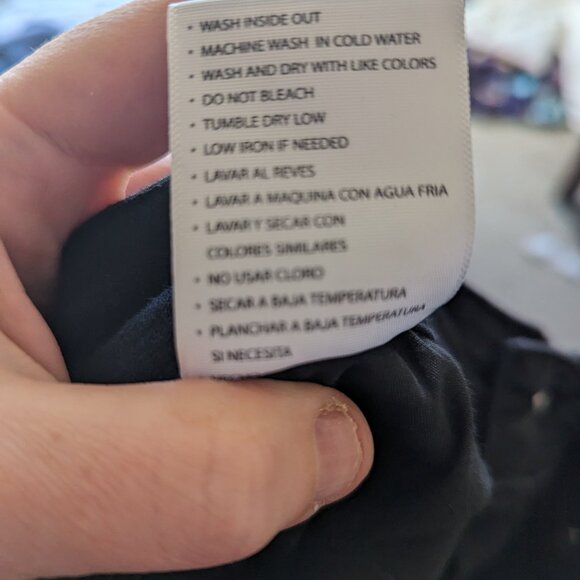 • WASH INSIDE OUT
• MACHINE WASH IN COLD WATER
• WASH AND DRY WITH LIKE COLORS
• DO NOT BLEACH
• TUMBLE DRY LOW
• LOW IRON IF NEEDED
• LAVAR AL REVES
• LAVAR A MAQUINA CON AGUA FRIA
• LAVAR Y SECAR CON
COLORES SIMILARES
• NO USAR CLORO
• SECAR A BAJA TEMPERATURA
• PLANCHAR A BAJA TEMPERATURA
SI NECESITA